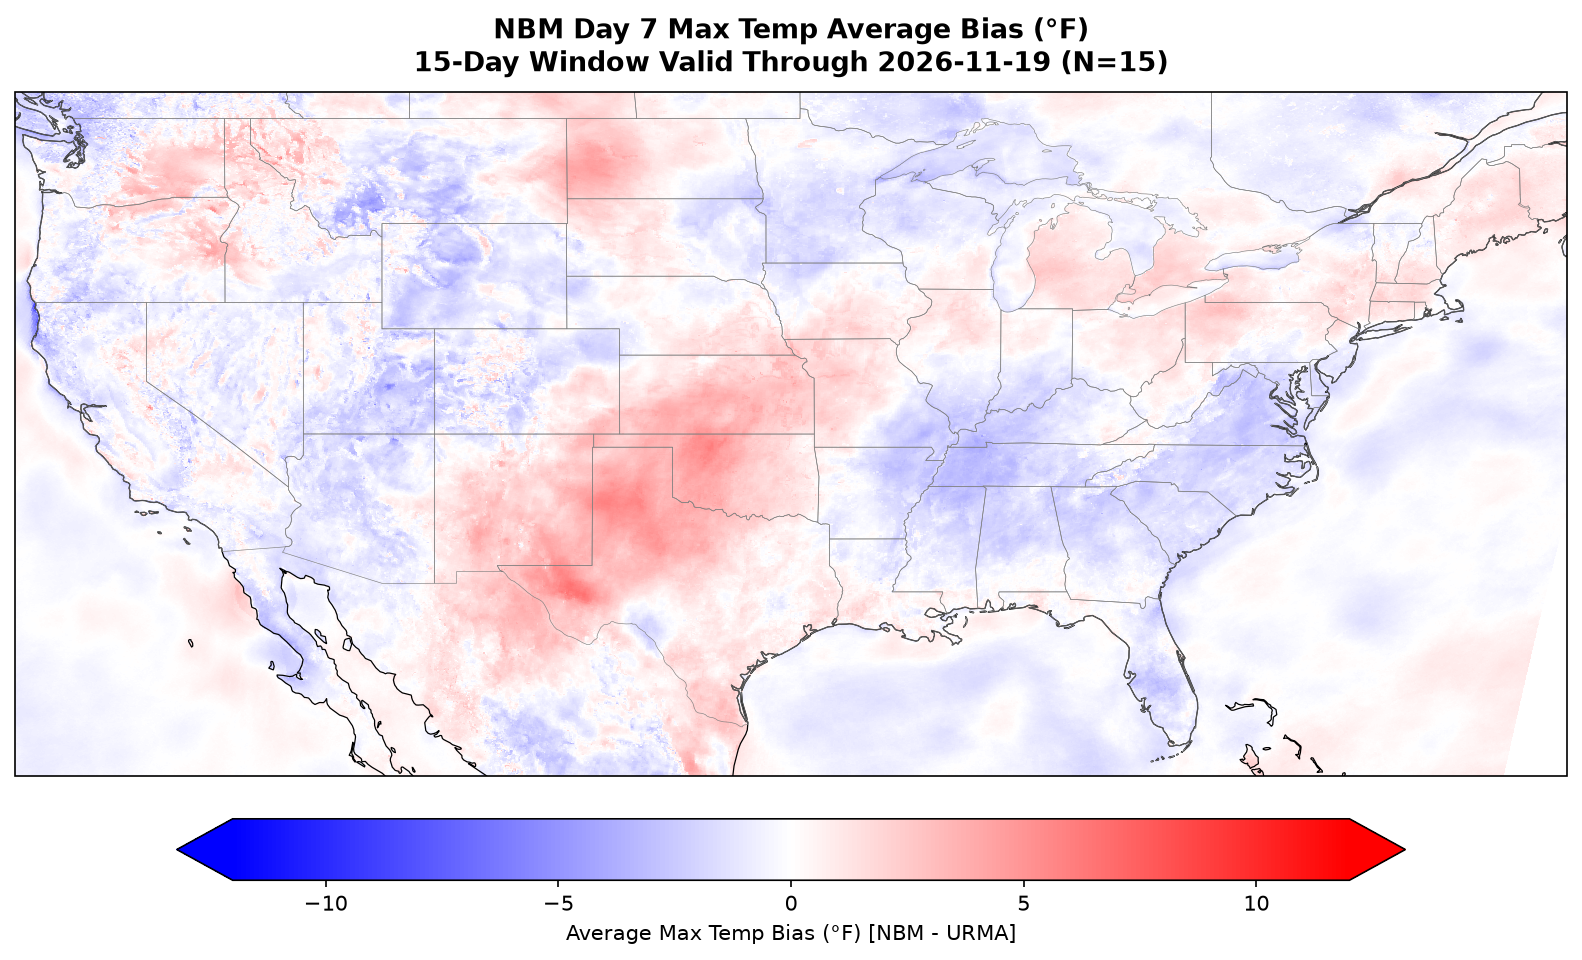 NBM Day 7 Max Temp Average Bias (°F)
15-Day Window Valid Through 2026-11-19 (N=15)
−10 −5 0 5 10
Average Max Temp Bias (°F) [NBM - URMA]